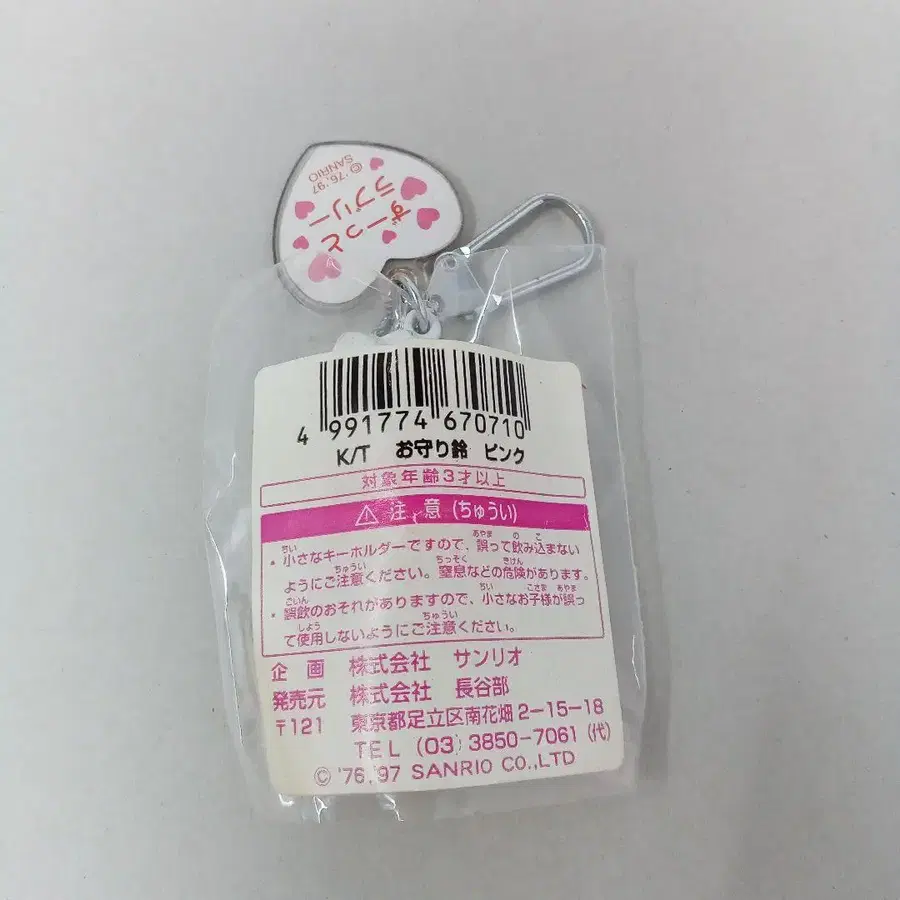 ずーっと
ラブリー
© '76,'97
SANRIO
4 991774 670710
K/T お守り鈴 ピンク
対象年齢3才以上
⚠ 注 意 (ちゅうい)
・小さなキーホルダーですので、誤って飲み込まない
ようにご注意ください。窒息などの危険があります。
・誤飲のおそれがありますので、小さなお子様が誤っ
て使用しないようにご注意ください。
企 画 株式会社 サンリオ
発売元 株式会社 長谷部
〒121 東京都足立区南花畑2-15-18
TEL (03) 3850-7061 (代)
© '76,'97 SANRIO CO.,LTD